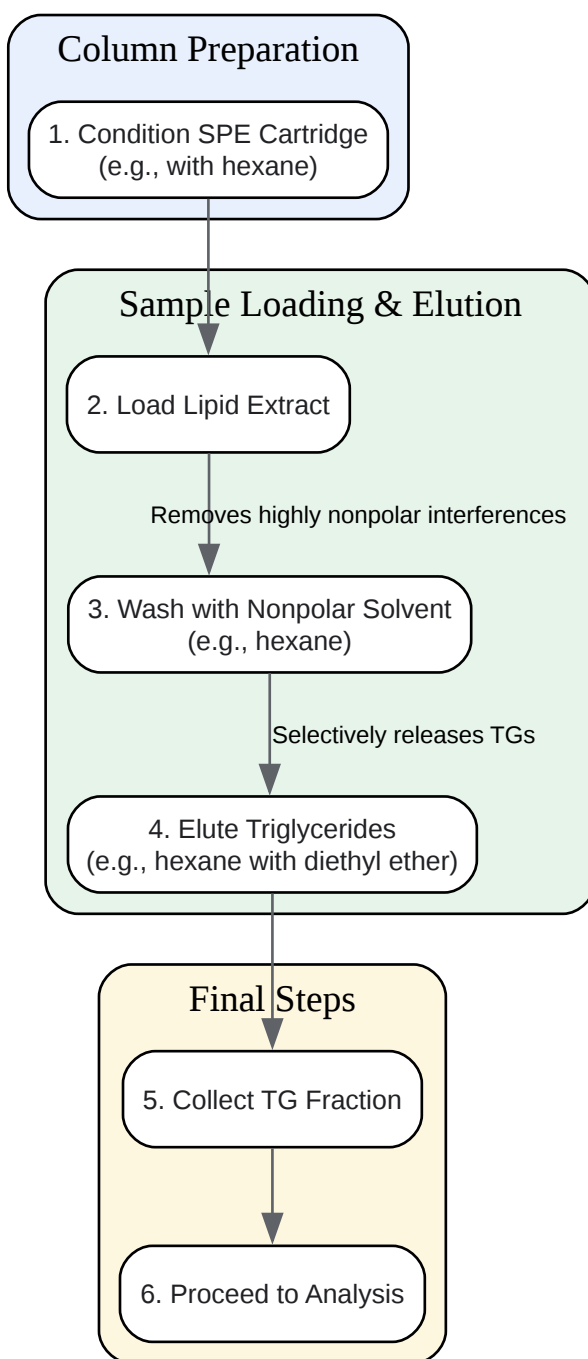 Column Preparation
1. Condition SPE Cartridge
(e.g., with hexane)
Sample Loading & Elution
2. Load Lipid Extract
Removes highly nonpolar interferences
3. Wash with Nonpolar Solvent
(e.g., hexane)
Selectively releases TGs
4. Elute Triglycerides
(e.g., hexane with diethyl ether)
Final Steps
5. Collect TG Fraction
6. Proceed to Analysis